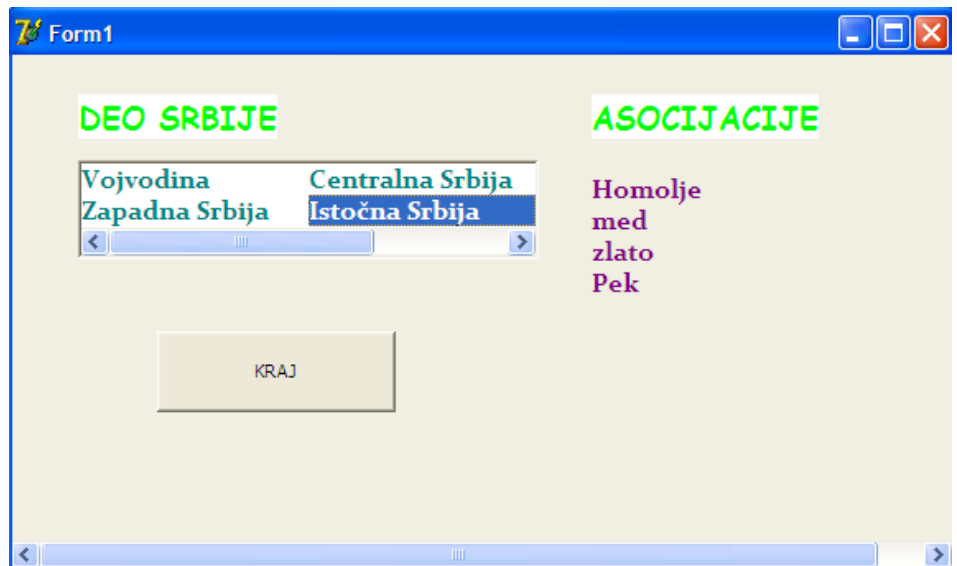 Form1
DEO SRBIJE
ASOCIJACIJE
Vojvodina Centralna Srbija
Zapadna Srbija Istočna Srbija
Homolje
med
zlato
Pek
KRAJ